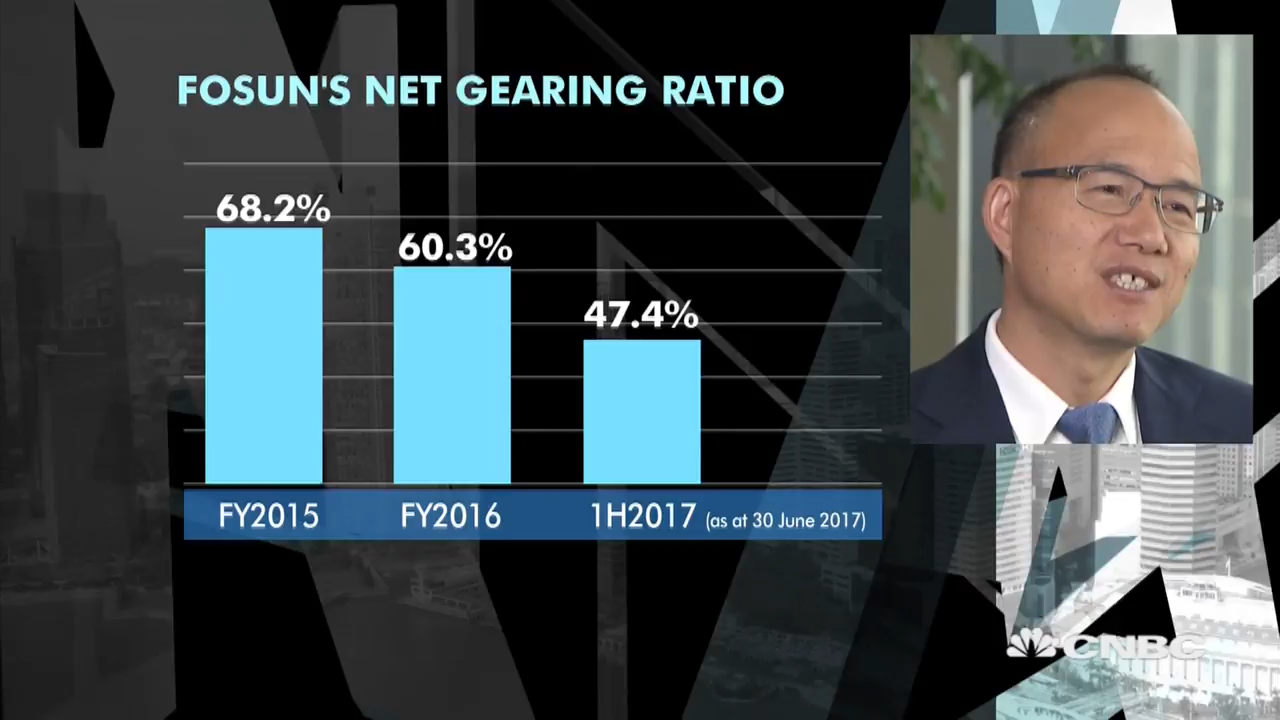 FOSUN'S NET GEARING RATIO
68.2%
60.3%
47.4%
FY2015
FY2016
1H2017 (as at 30 June 2017)
CNBC